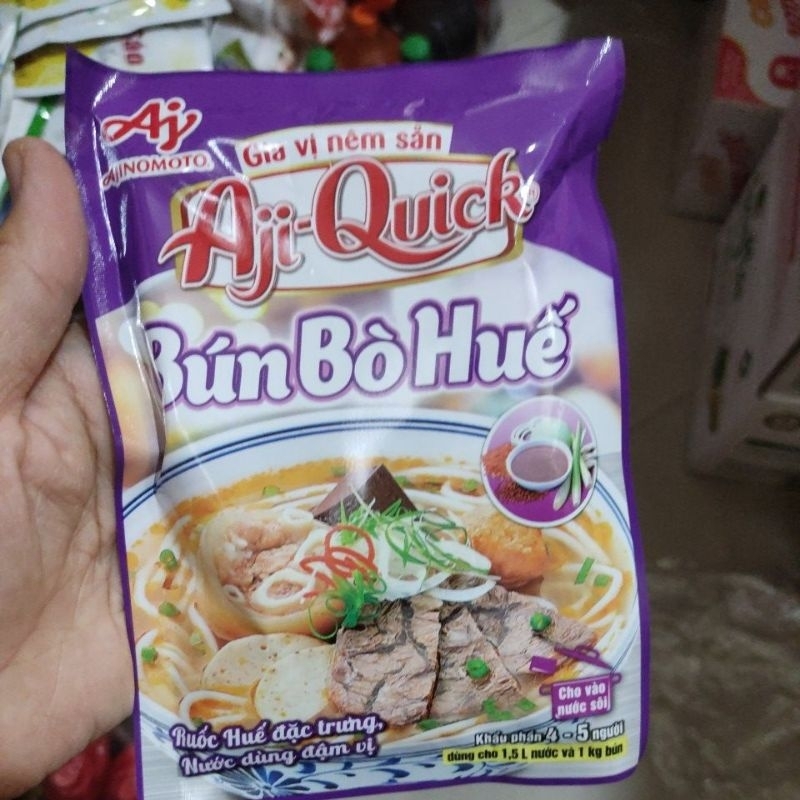 Aj
AJINOMOTO®
Gia vị nêm sẵn
Aji-Quick®
Bún Bò Huế
Cho vào
nước sôi
Ruốc Huế đặc trưng,
Nước dùng đậm vị
Khẩu phần 4 - 5 người
dùng cho 1,5 L nước và 1 kg bún